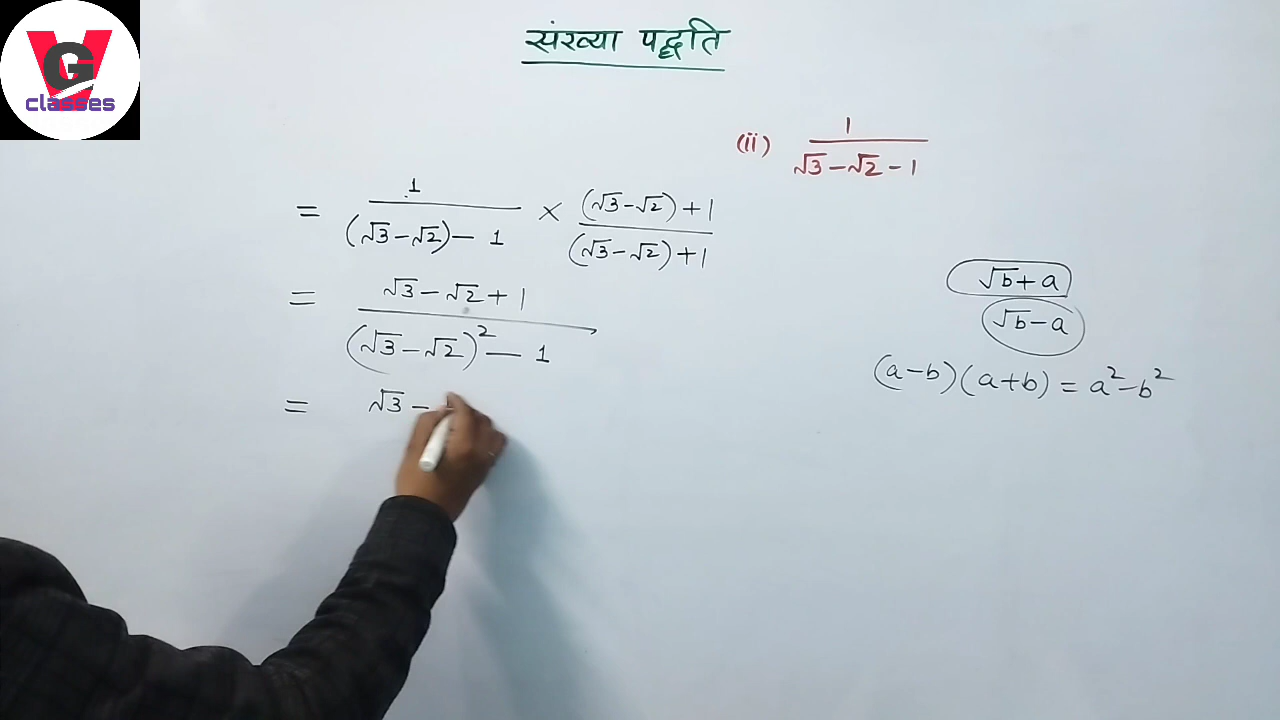 VG
classes
संख्या पद्धति
(ii) 1/(√3-√2-1)
= 1/((√3-√2)-1) × ((√3-√2)+1)/((√3-√2)+1)
= (√3-√2+1)/((√3-√2)²-1)
= √3-
√b+a
√b-a
(a-b)(a+b)=a²-b²